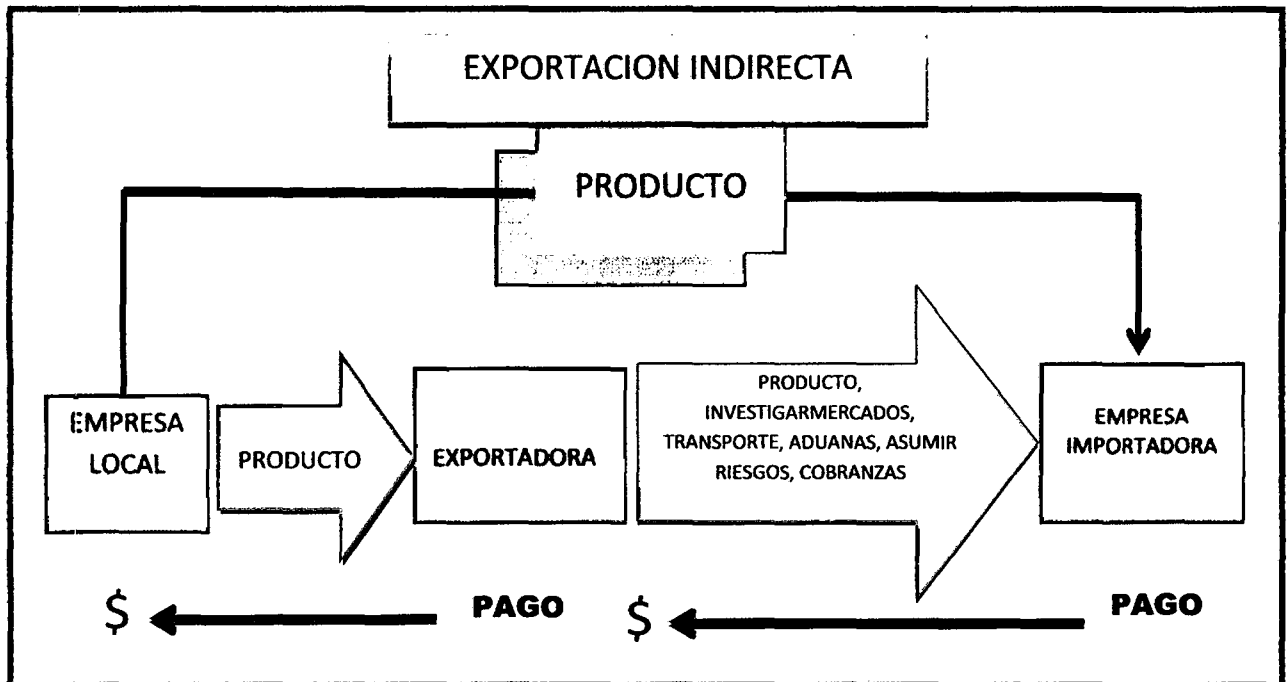 EXPORTACION INDIRECTA
PRODUCTO
EMPRESA
LOCAL
PRODUCTO
EXPORTADORA
PRODUCTO,
INVESTIGARMERCADOS,
TRANSPORTE, ADUANAS, ASUMIR
RIESGOS, COBRANZAS
EMPRESA
IMPORTADORA
$ PAGO $ PAGO